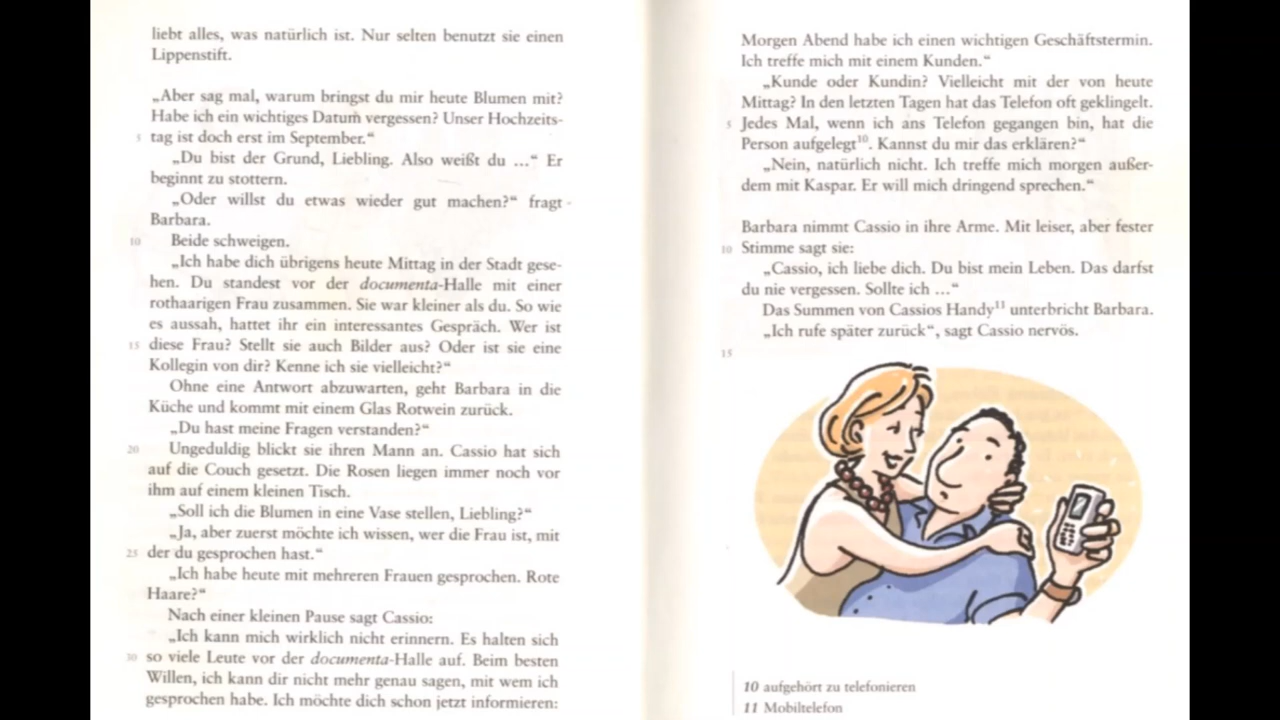 liebt alles, was natürlich ist. Nur selten benutzt sie einen
Lippenstift.
„Aber sag mal, warum bringst du mir heute Blumen mit?
Habe ich ein wichtiges Datum vergessen? Unser Hochzeits-
5 tag ist doch erst im September.“
„Du bist der Grund, Liebling. Also weißt du ...“ Er
beginnt zu stottern.
„Oder willst du etwas wieder gut machen?“ fragt
Barbara.
10 Beide schweigen.
„Ich habe dich übrigens heute Mittag in der Stadt gese-
hen. Du standest vor der documenta-Halle mit einer
rothaarigen Frau zusammen. Sie war kleiner als du. So wie
es aussah, hattet ihr ein interessantes Gespräch. Wer ist
15 diese Frau? Stellt sie auch Bilder aus? Oder ist sie eine
Kollegin von dir? Kenne ich sie vielleicht?“
Ohne eine Antwort abzuwarten, geht Barbara in die
Küche und kommt mit einem Glas Rotwein zurück.
„Du hast meine Fragen verstanden?“
20 Ungeduldig blickt sie ihren Mann an. Cassio hat sich
auf die Couch gesetzt. Die Rosen liegen immer noch vor
ihm auf einem kleinen Tisch.
„Soll ich die Blumen in eine Vase stellen, Liebling?“
„Ja, aber zuerst möchte ich wissen, wer die Frau ist, mit
25 der du gesprochen hast.“
„Ich habe heute mit mehreren Frauen gesprochen. Rote
Haare?“
Nach einer kleinen Pause sagt Cassio:
„Ich kann mich wirklich nicht erinnern. Es halten sich
30 so viele Leute vor der documenta-Halle auf. Beim besten
Willen, ich kann dir nicht mehr genau sagen, mit wem ich
gesprochen habe. Ich möchte dich schon jetzt informieren:
Morgen Abend habe ich einen wichtigen Geschäftstermin.
Ich treffe mich mit einem Kunden.“
„Kunde oder Kundin? Vielleicht mit der von heute
Mittag? In den letzten Tagen hat das Telefon oft geklingelt.
5 Jedes Mal, wenn ich ans Telefon gegangen bin, hat die
Person aufgelegt¹⁰. Kannst du mir das erklären?“
„Nein, natürlich nicht. Ich treffe mich morgen außer-
dem mit Kaspar. Er will mich dringend sprechen.“
Barbara nimmt Cassio in ihre Arme. Mit leiser, aber fester
10 Stimme sagt sie:
„Cassio, ich liebe dich. Du bist mein Leben. Das darfst
du nie vergessen. Sollte ich ...“
Das Summen von Cassios Handy¹¹ unterbricht Barbara.
„Ich rufe später zurück“, sagt Cassio nervös.
15
10 aufgehört zu telefonieren
11 Mobiltelefon